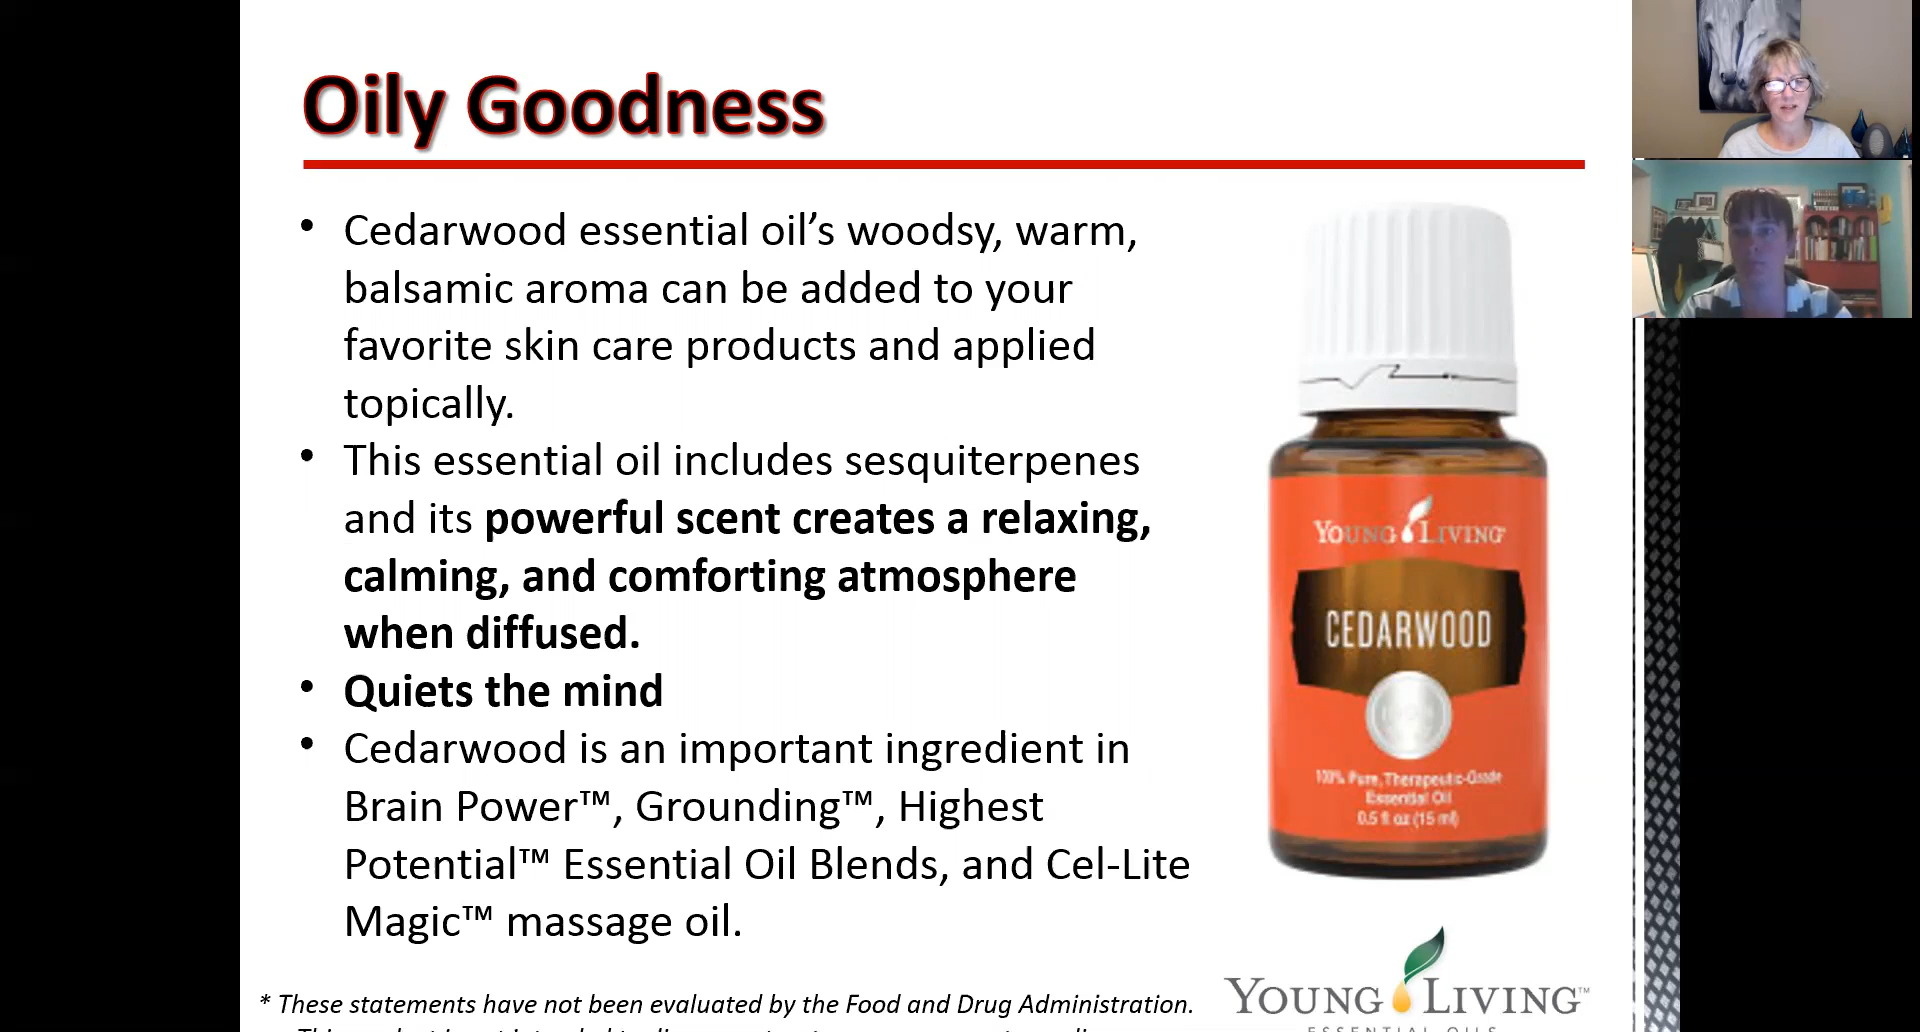 Oily Goodness
• Cedarwood essential oil’s woodsy, warm,
balsamic aroma can be added to your
favorite skin care products and applied
topically.
• This essential oil includes sesquiterpenes
and its powerful scent creates a relaxing,
calming, and comforting atmosphere
when diffused.
• Quiets the mind
• Cedarwood is an important ingredient in
Brain Power™, Grounding™, Highest
Potential™ Essential Oil Blends, and Cel-Lite
Magic™ massage oil.
* These statements have not been evaluated by the Food and Drug Administration.
YOUNG LIVING
CEDARWOOD
100% Pure, Therapeutic-Grade
Essential Oil
0.5 fl oz (15 ml)
YOUNG LIVING™
ESSENTIAL OILS